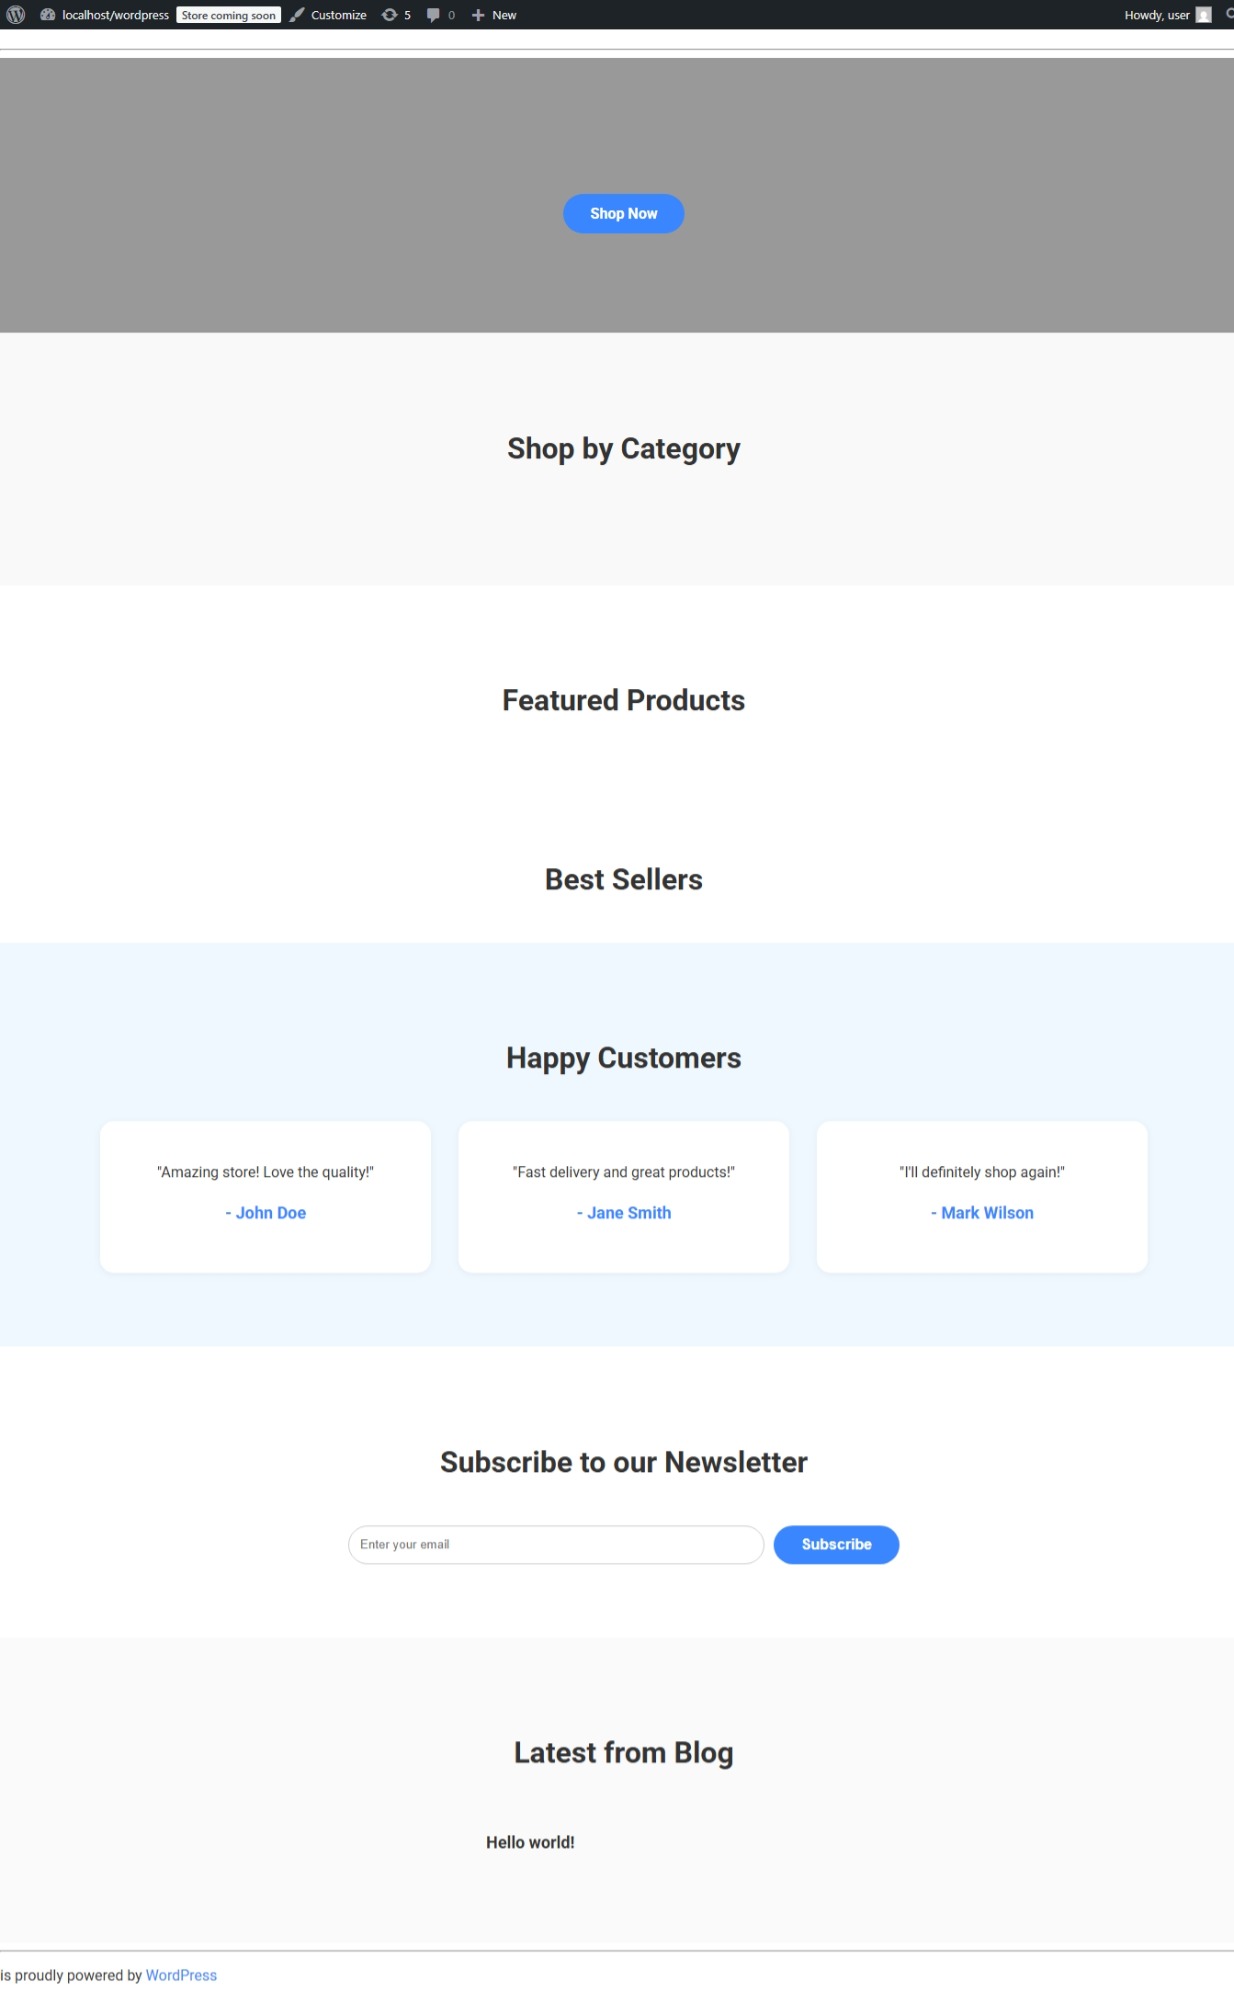 localhost/wordpress Store coming soon Customize 5 0 New Howdy, user
Shop Now
Shop by Category
Featured Products
Best Sellers
Happy Customers
"Amazing store! Love the quality!"
- John Doe
"Fast delivery and great products!"
- Jane Smith
"I'll definitely shop again!"
- Mark Wilson
Subscribe to our Newsletter
Enter your email Subscribe
Latest from Blog
Hello world!
is proudly powered by WordPress